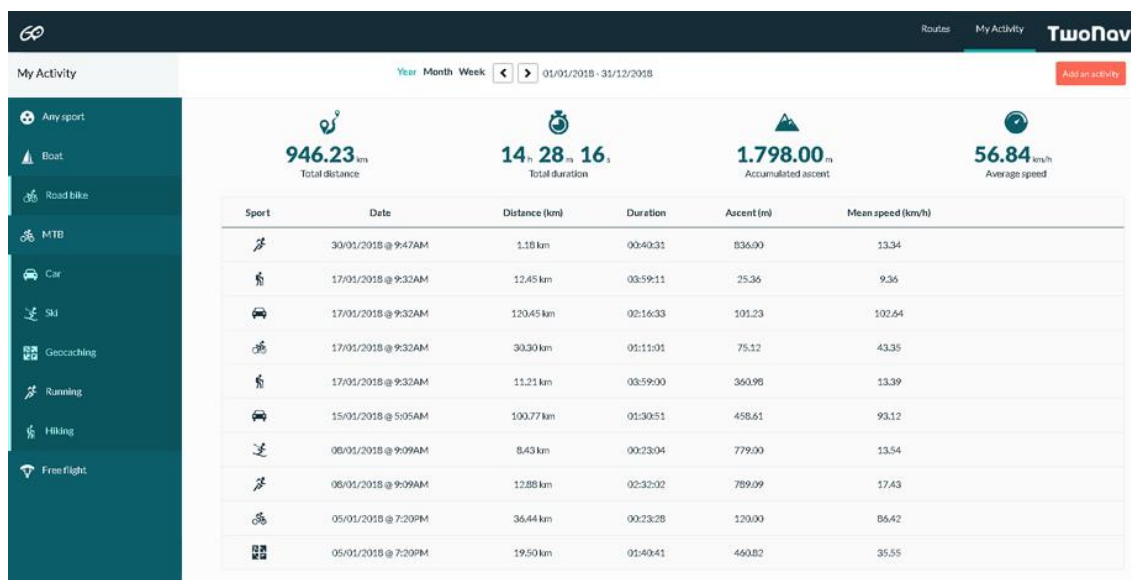 GO
Routes My Activity TwoNav
My Activity
Year Month Week 01/01/2018 - 31/12/2018
Add an activity
Any sport
Boat
Road bike
MTB
Car
Ski
Geocaching
Running
Hiking
Free flight
946.23 km
Total distance
14 h 28 m 16 s
Total duration
1.798.00 m
Accumulated ascent
56.84 km/h
Average speed
Sport Date Distance (km) Duration Ascent (m) Mean speed (km/h)
30/01/2018 @ 9:47AM 1.18 km 00:40:31 836.00 13.34
17/01/2018 @ 9:32AM 12.45 km 03:59:11 25.36 9.36
17/01/2018 @ 9:32AM 120.45 km 02:16:33 101.23 102.64
17/01/2018 @ 9:32AM 30.30 km 01:11:01 75.12 43.35
17/01/2018 @ 9:32AM 11.21 km 03:59:00 360.98 13.39
15/01/2018 @ 5:05AM 100.77 km 01:30:51 458.61 93.12
08/01/2018 @ 9:09AM 8.43 km 00:23:04 779.00 13.54
08/01/2018 @ 9:09AM 12.88 km 02:32:02 789.09 17.43
05/01/2018 @ 7:20PM 36.44 km 00:23:28 120.00 86.42
05/01/2018 @ 7:20PM 19.50 km 01:40:41 460.82 35.55